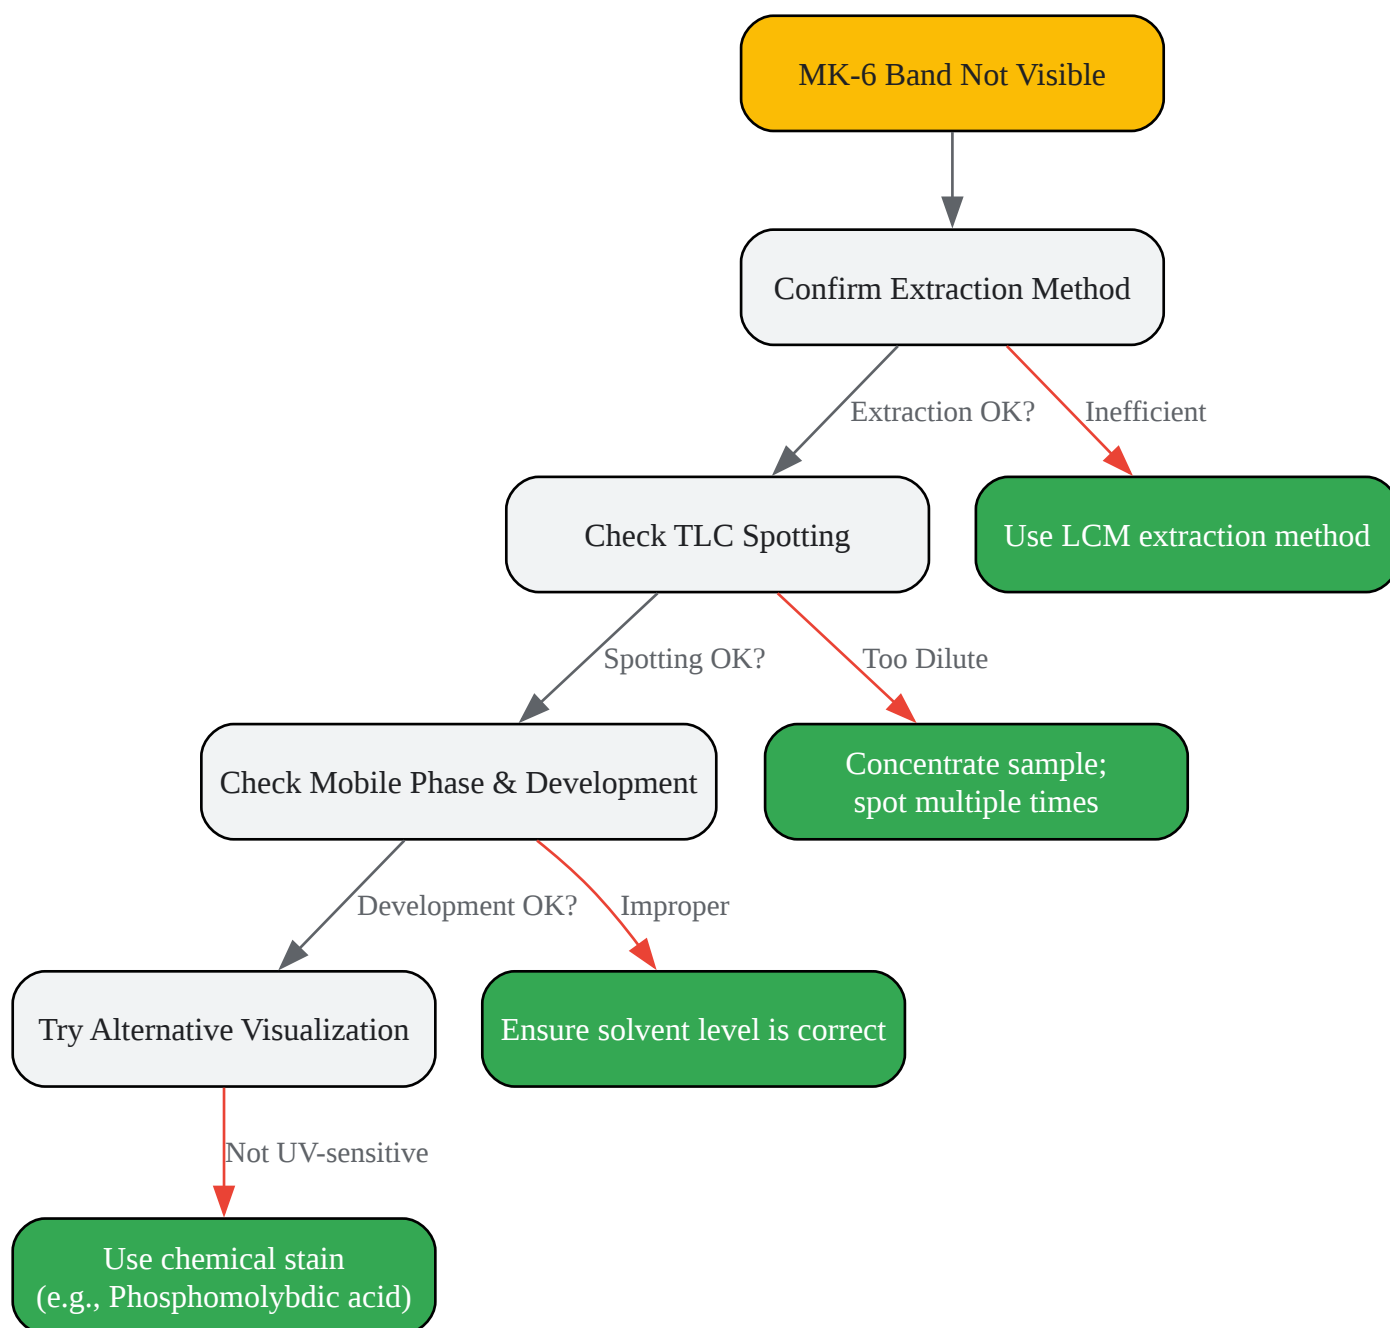 MK-6 Band Not Visible
Confirm Extraction Method
Extraction OK?
Inefficient
Check TLC Spotting
Use LCM extraction method
Spotting OK?
Too Dilute
Check Mobile Phase & Development
Concentrate sample;
spot multiple times
Development OK?
Improper
Try Alternative Visualization
Ensure solvent level is correct
Not UV-sensitive
Use chemical stain
(e.g., Phosphomolybdic acid)